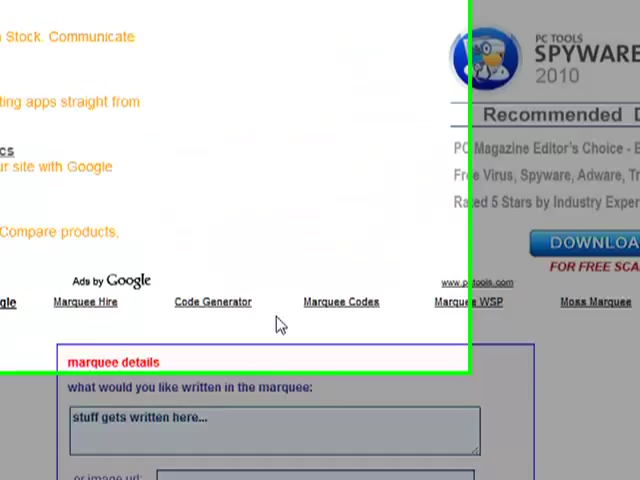 n Stock. Communicate
PC TOOLS
SPYWARE
2010
ting apps straight from
Recommended D
cs
ur site with Google
PC Magazine Editor's Choice - E
Free Virus, Spyware, Adware, Tr
Rated 5 Stars by Industry Exper
Compare products,
DOWNLOA
FOR FREE SCA
Ads by Google
www.pctools.com
gle
Marquee Hire
Code Generator
Marquee Codes
Marquee WSP
Moss Marquee
marquee details
what would you like written in the marquee:
stuff gets written here...
or image url: